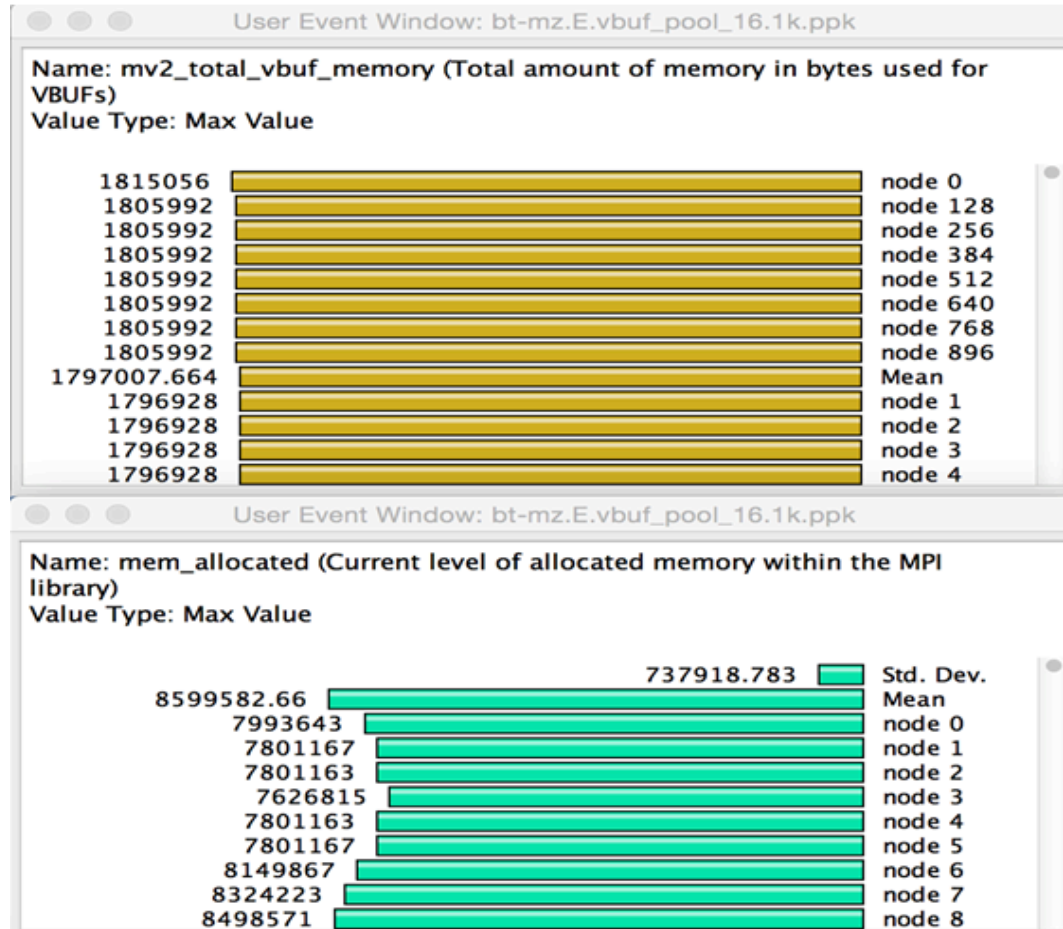 User Event Window: bt-mz.E.vbuf_pool_16.1k.ppk
Name: mv2_total_vbuf_memory (Total amount of memory in bytes used for
VBUFs)
Value Type: Max Value
1815056 node 0
1805992 node 128
1805992 node 256
1805992 node 384
1805992 node 512
1805992 node 640
1805992 node 768
1805992 node 896
1797007.664 Mean
1796928 node 1
1796928 node 2
1796928 node 3
1796928 node 4
User Event Window: bt-mz.E.vbuf_pool_16.1k.ppk
Name: mem_allocated (Current level of allocated memory within the MPI
library)
Value Type: Max Value
737918.783 Std. Dev.
8599582.66 Mean
7993643 node 0
7801167 node 1
7801163 node 2
7626815 node 3
7801163 node 4
7801167 node 5
8149867 node 6
8324223 node 7
8498571 node 8